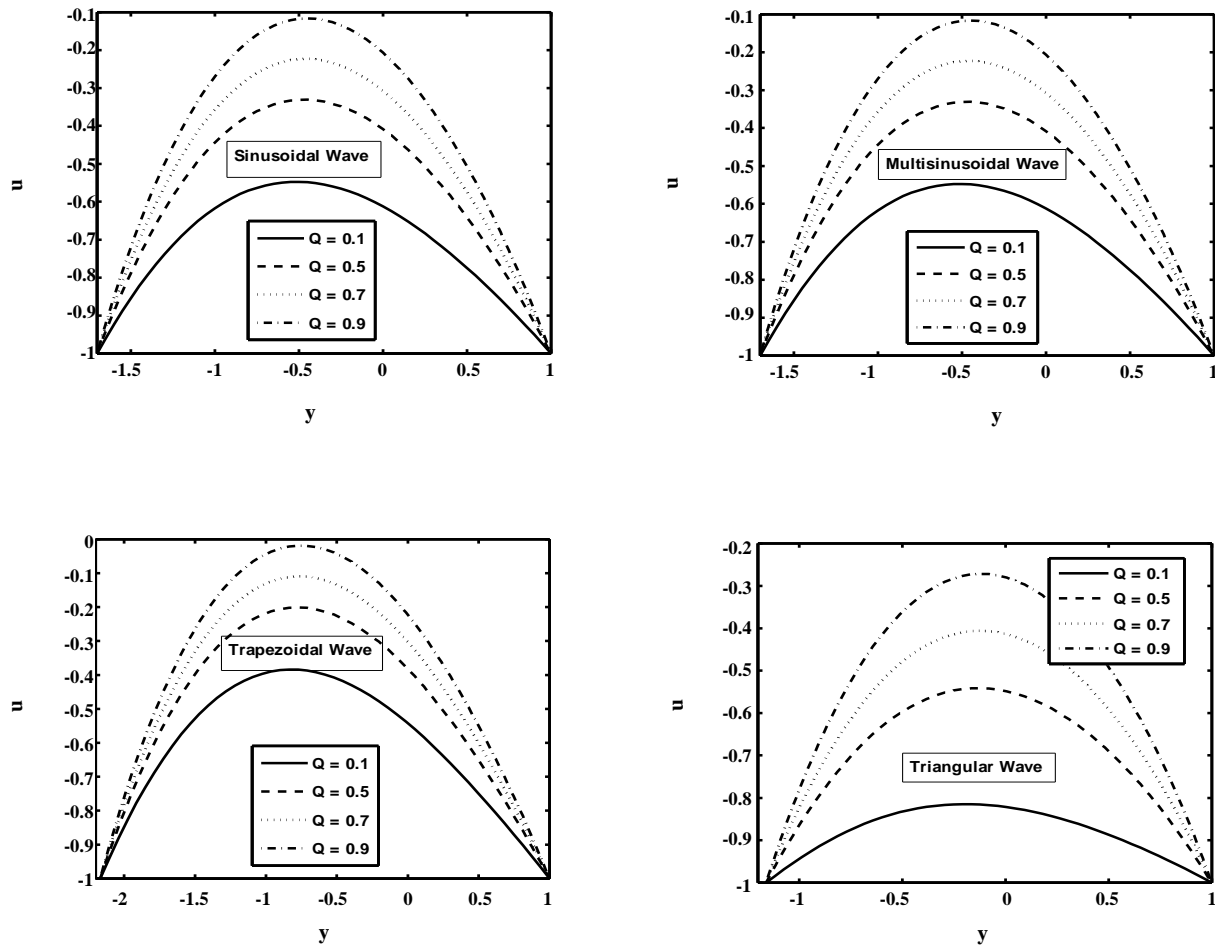 -0.1
-0.2
-0.3
-0.4
-0.5
-0.6
-0.7
-0.8
-0.9
-1
u
Sinusoidal Wave
Q = 0.1
Q = 0.5
Q = 0.7
Q = 0.9
-1.5 -1 -0.5 0 0.5 1
y
-0.1
-0.2
-0.3
-0.4
-0.5
-0.6
-0.7
-0.8
-0.9
-1
u
Multisinusoidal Wave
Q = 0.1
Q = 0.5
Q = 0.7
Q = 0.9
-1.5 -1 -0.5 0 0.5 1
y
0
-0.1
-0.2
-0.3
-0.4
-0.5
-0.6
-0.7
-0.8
-0.9
-1
u
Trapezoidal Wave
Q = 0.1
Q = 0.5
Q = 0.7
Q = 0.9
-2 -1.5 -1 -0.5 0 0.5 1
y
-0.2
-0.3
-0.4
-0.5
-0.6
-0.7
-0.8
-0.9
-1
u
Q = 0.1
Q = 0.5
Q = 0.7
Q = 0.9
Triangular Wave
-1 -0.5 0 0.5 1
y